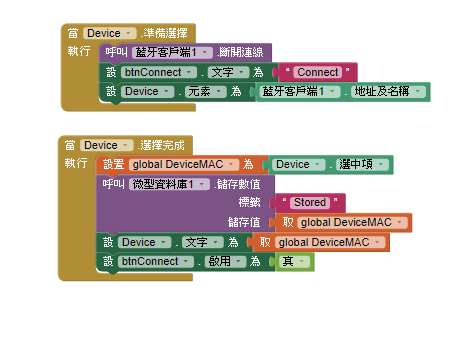 當 Device .準備選擇
執行 呼叫 藍牙客戶端1 .斷開連線
設 btnConnect . 文字 為 “ Connect ”
設 Device . 元素 為 藍牙客戶端1 . 地址及名稱
當 Device .選擇完成
執行 設置 global DeviceMAC 為 Device . 選中項
呼叫 微型資料庫1 .儲存數值
標籤 “ Stored ”
儲存值 取 global DeviceMAC
設 Device . 文字 為 取 global DeviceMAC
設 btnConnect . 啟用 為 真